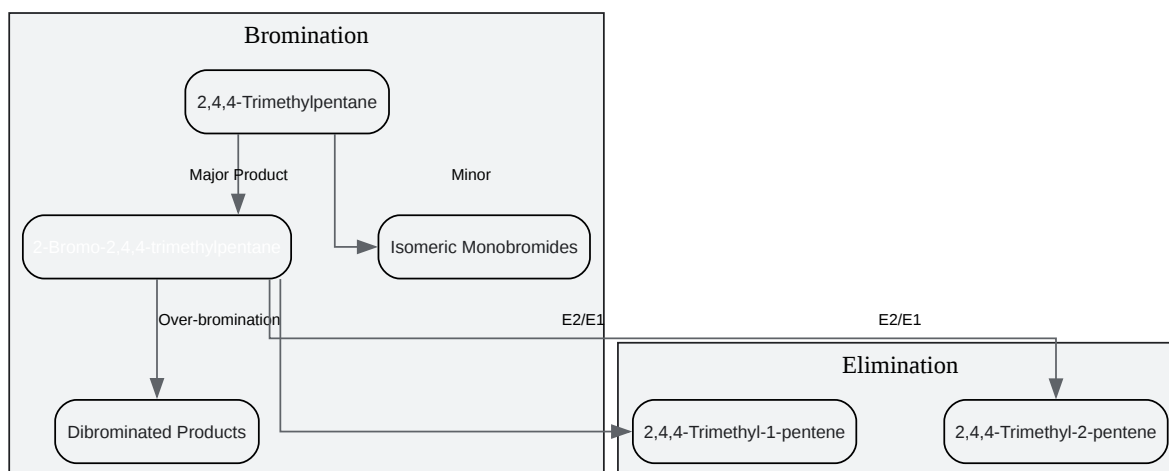 Bromination
2,4,4-Trimethylpentane
Major Product
Minor
2-Bromo-2,4,4-trimethylpentane
Isomeric Monobromides
Over-bromination
E2/E1
E2/E1
Elimination
Dibrominated Products
2,4,4-Trimethyl-1-pentene
2,4,4-Trimethyl-2-pentene